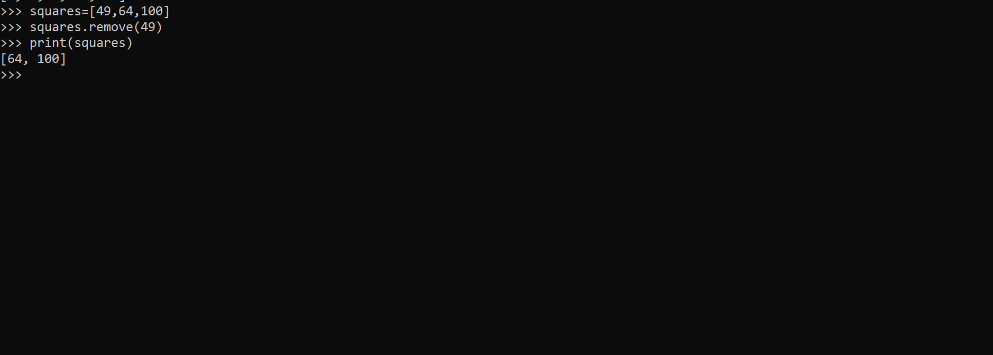 >>> squares=[49,64,100]
>>> squares.remove(49)
>>> print(squares)
[64, 100]
>>>